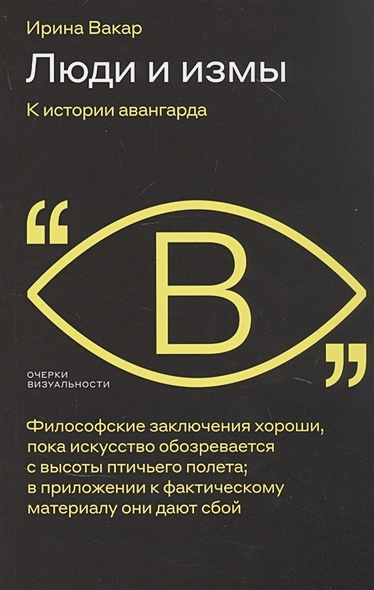 Ирина Вакар
Люди и измы
К истории авангарда
“
В
ОЧЕРКИ
ВИЗУАЛЬНОСТИ
”
Философские заключения хороши,
пока искусство обозревается
с высоты птичьего полета;
в приложении к фактическому
материалу они дают сбой